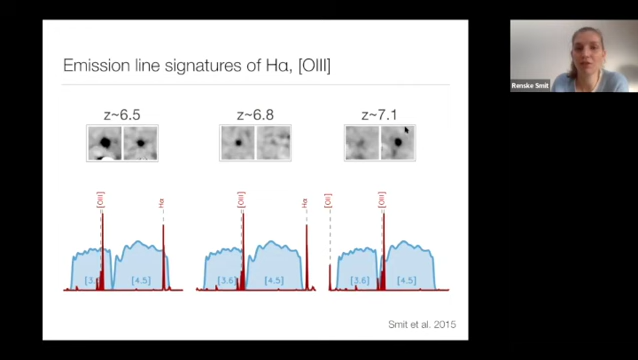 Emission line signatures of Hα, [OIII]
Renske Smit
z~6.5
z~6.8
z~7.1
[OIII]
Hα
[OIII]
Hα
[OII]
[OIII]
[3.6]
[4.5]
[3.6]
[4.5]
[3.6]
[4.5]
Smit et al. 2015